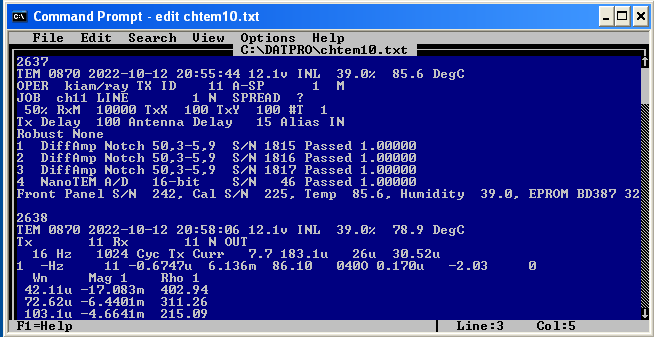 Command Prompt - edit chtem10.txt
File Edit Search View Options Help
C:\DATPRO\chtem10.txt
2637
TEM 0870 2022-10-12 20:55:44 12.1v INL 39.0% 85.6 DegC
OPER kiam/ray TX ID 11 A-SP 1 M
JOB ch11 LINE 1 N SPREAD ?
50% RxM 10000 TxX 100 TxY 100 #T 1
Tx Delay 100 Antenna Delay 15 Alias IN
Robust None
1 DiffAmp Notch 50,3-5,9 S/N 1815 Passed 1.00000
2 DiffAmp Notch 50,3-5,9 S/N 1816 Passed 1.00000
3 DiffAmp Notch 50,3-5,9 S/N 1817 Passed 1.00000
4 NanoTEM A/D 16-bit S/N 46 Passed 1.00000
Front Panel S/N 242, Cal S/N 225, Temp 85.6, Humidity 39.0, EPROM BD387 32
2638
TEM 0870 2022-10-12 20:58:06 12.1v INL 39.0% 78.9 DegC
Tx 11 Rx 11 N OUT
16 Hz 1024 Cyc Tx Curr 7.7 183.1u 26u 30.52u
1 -Hz 11 -0.6747u 6.136m 86.10 040O 0.170u -2.03 0
Wn Mag 1 Rho 1
42.11u -17.083m 402.94
72.62u -6.4401m 311.26
103.1u -4.6641m 215.09
F1=Help Line:3 Col:5